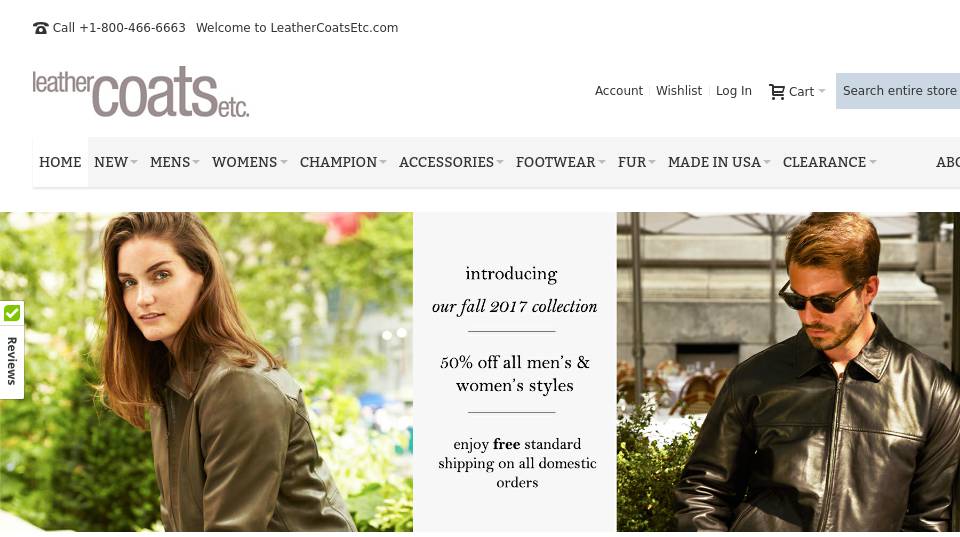 Call +1-800-466-6663 Welcome to LeatherCoatsEtc.com
leather coats etc.
Account Wishlist Log In Cart Search entire store
HOME NEW MENS WOMENS CHAMPION ACCESSORIES FOOTWEAR FUR MADE IN USA CLEARANCE
introducing
our fall 2017 collection
50% off all men's &
women's styles
enjoy free standard
shipping on all domestic
orders
Reviews